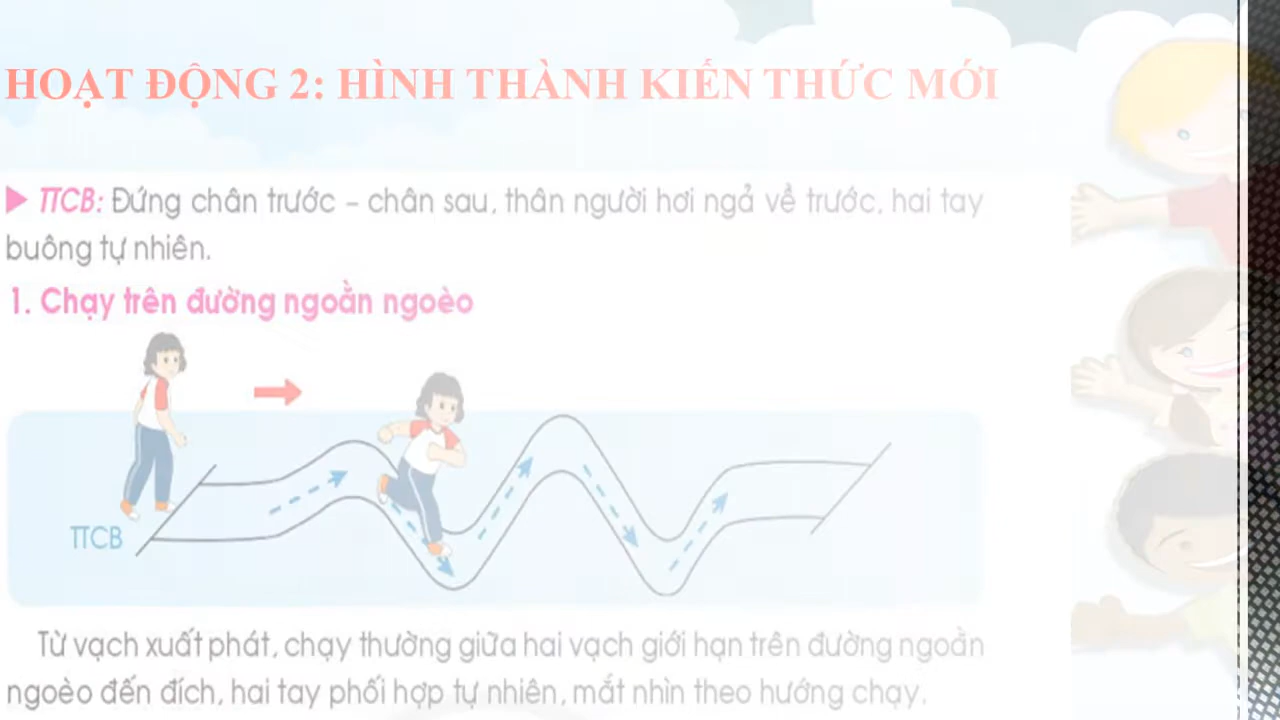 HOẠT ĐỘNG 2: HÌNH THÀNH KIẾN THỨC MỚI
TTCB: Đứng chân trước – chân sau, thân người hơi ngả về trước, hai tay
buông tự nhiên.
1. Chạy trên đường ngoằn ngoèo
TTCB
Từ vạch xuất phát, chạy thường giữa hai vạch giới hạn trên đường ngoằn
ngoèo đến đích, hai tay phối hợp tự nhiên, mắt nhìn theo hướng chạy.